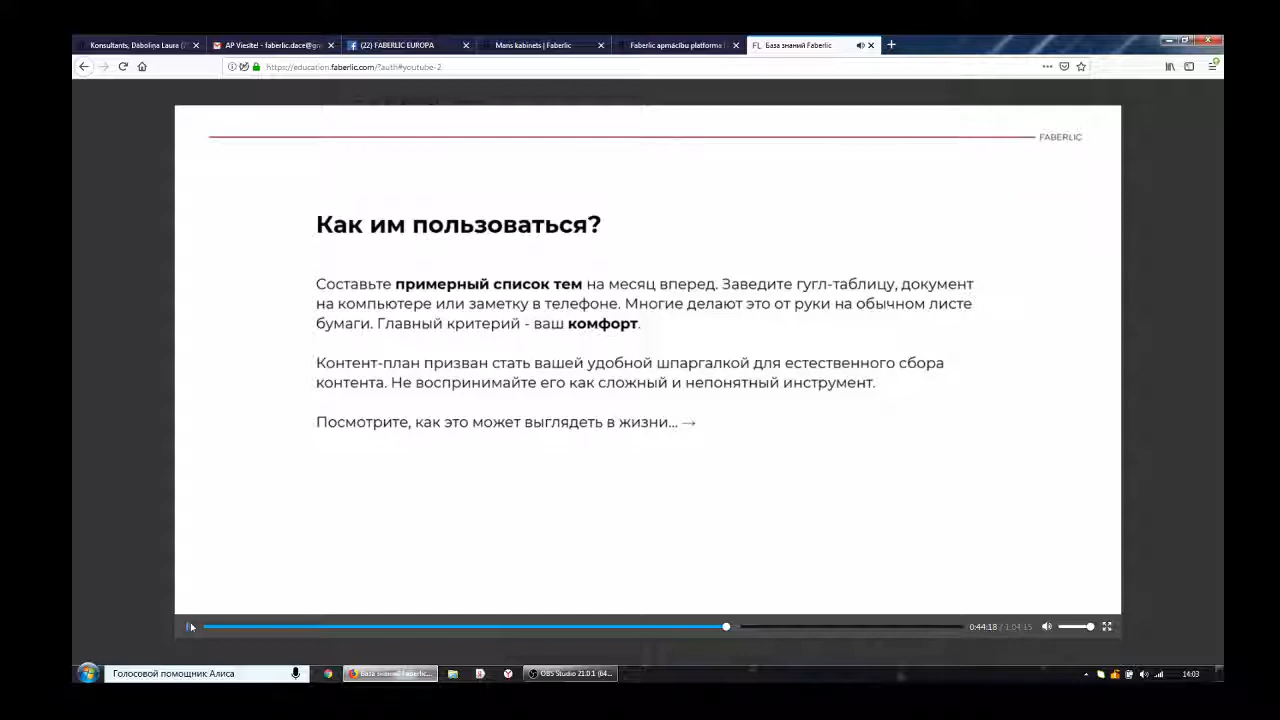 Konsultants, Daboliņa Laura (7
AP Viesīte! - faberlic.dace@gm
(22) FABERLIC EUROPA
Mans kabinets | Faberlic
Faberlic apmācību platforma
База знаний Faberlic
https://education.faberlic.com/?auth#youtube-2
FABERLIC
Как им пользоваться?
Составьте примерный список тем на месяц вперед. Заведите гугл-таблицу, документ
на компьютере или заметку в телефоне. Многие делают это от руки на обычном листе
бумаги. Главный критерий - ваш комфорт.
Контент-план призван стать вашей удобной шпаргалкой для естественного сбора
контента. Не воспринимайте его как сложный и непонятный инструмент.
Посмотрите, как это может выглядеть в жизни... →
0:44:18 / 1:04:15
Голосовой помощник Алиса
База знаний Faberlic...
OBS Studio 21.0.1 (64...
14:03